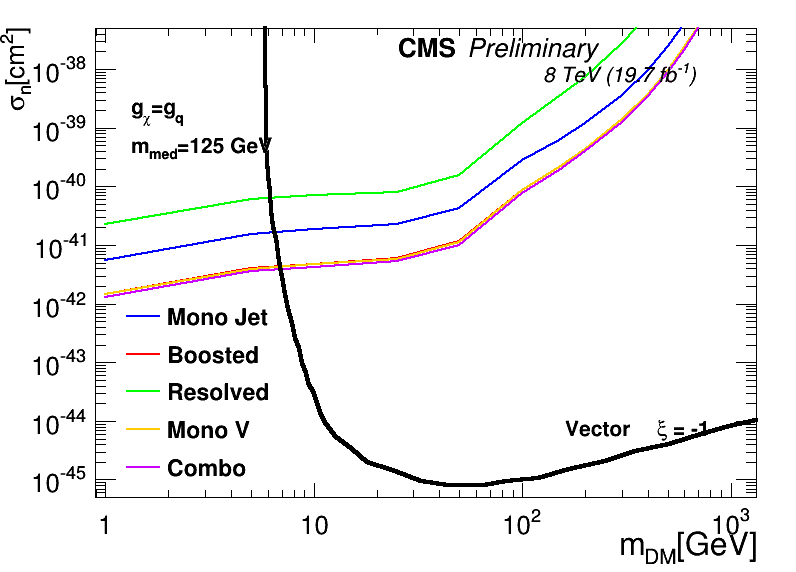 CMS Preliminary
8 TeV (19.7 fb⁻¹)
σₙ[cm²]
10⁻³⁸
10⁻³⁹
10⁻⁴⁰
10⁻⁴¹
10⁻⁴²
10⁻⁴³
10⁻⁴⁴
10⁻⁴⁵
gᵪ=g_q
m_med=125 GeV
Mono Jet
Boosted
Resolved
Mono V
Combo
Vector ξ = -1
1 10 10² 10³
m_DM[GeV]